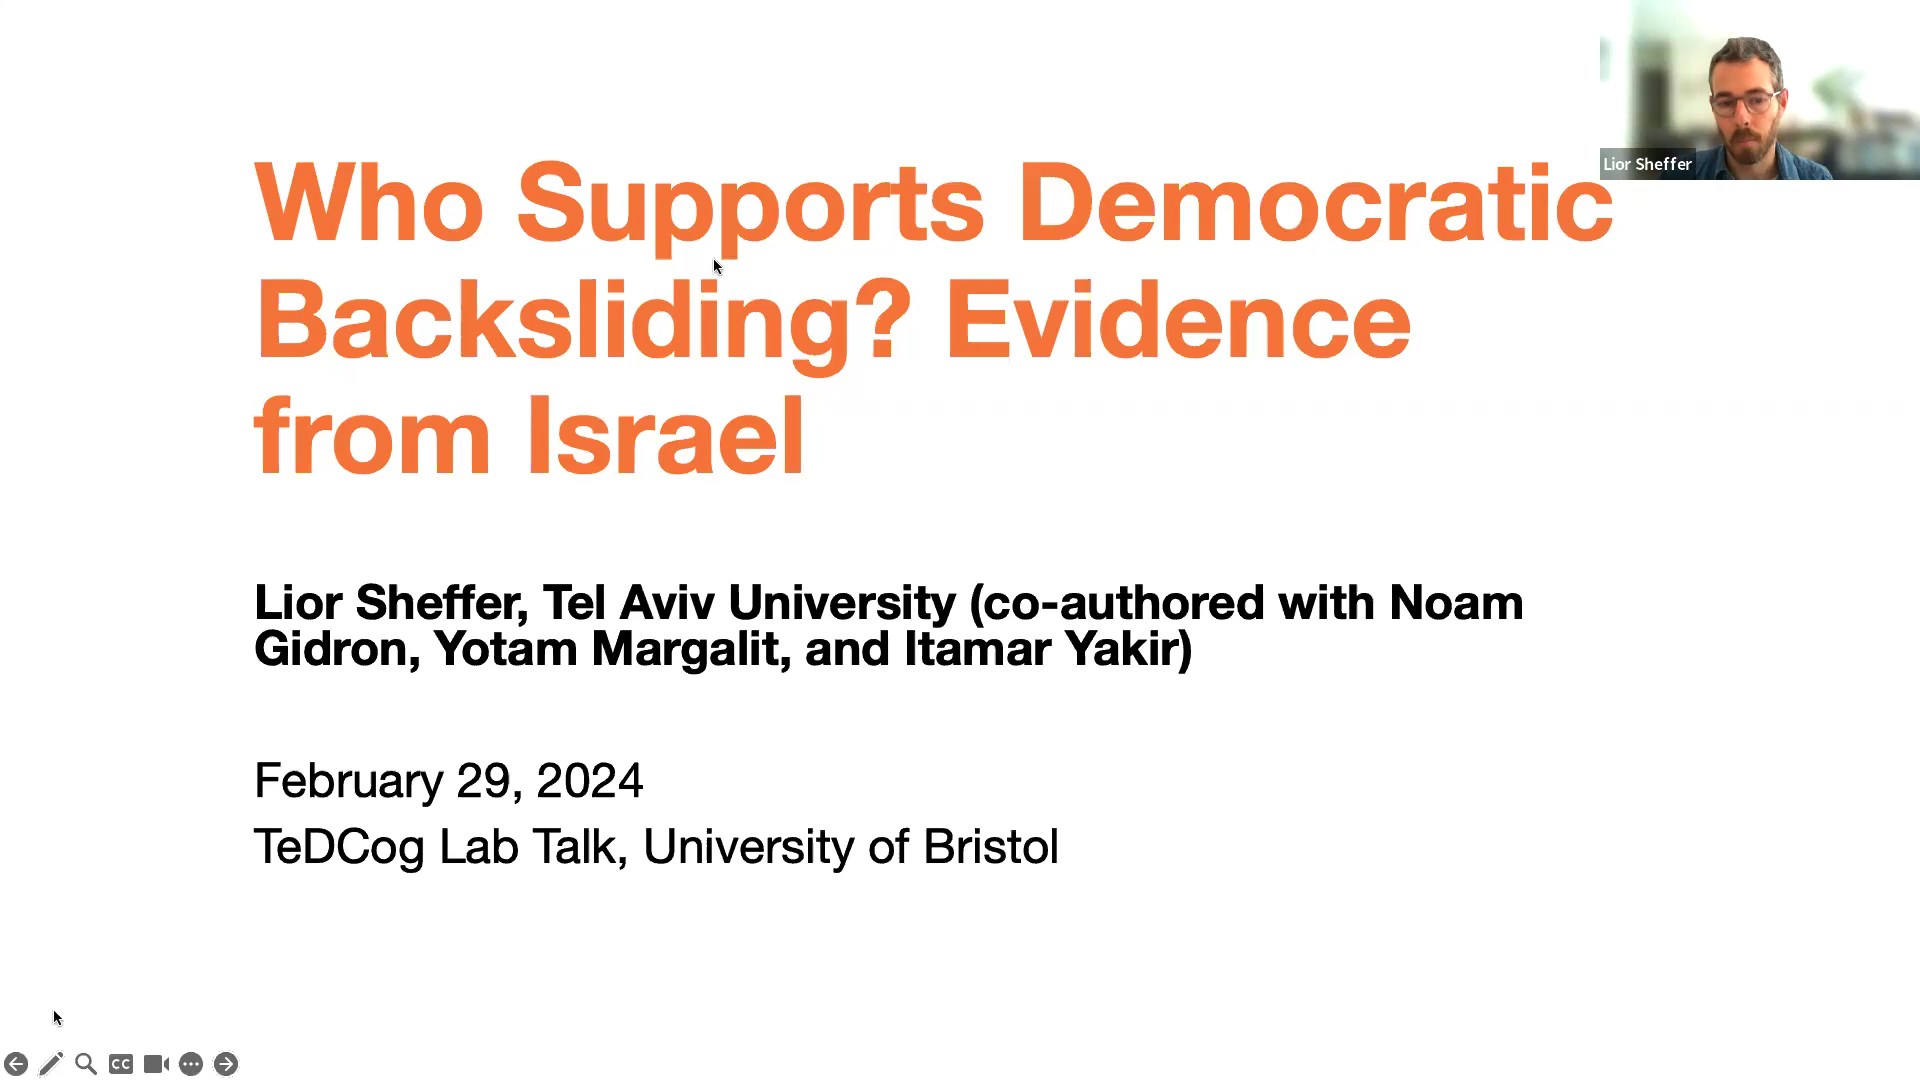 Lior Sheffer
Who Supports Democratic
Backsliding? Evidence
from Israel
Lior Sheffer, Tel Aviv University (co-authored with Noam
Gidron, Yotam Margalit, and Itamar Yakir)
February 29, 2024
TeDCog Lab Talk, University of Bristol
CC